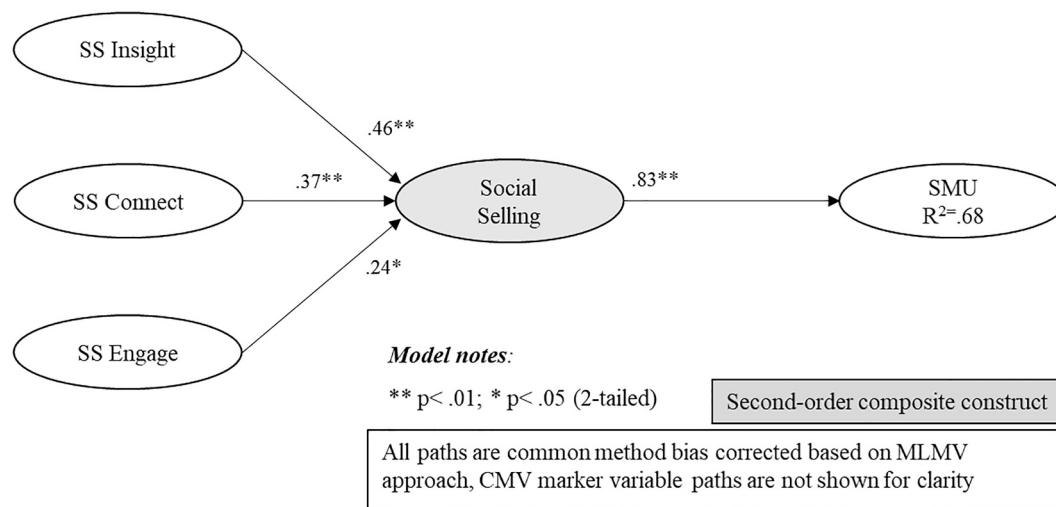 SS Insight
.46**
SS Connect
.37**
Social
Selling
.83**
SMU
R²⁼.68
.24*
SS Engage
Model notes:
** p< .01; * p< .05 (2-tailed)
Second-order composite construct
All paths are common method bias corrected based on MLMV
approach, CMV marker variable paths are not shown for clarity